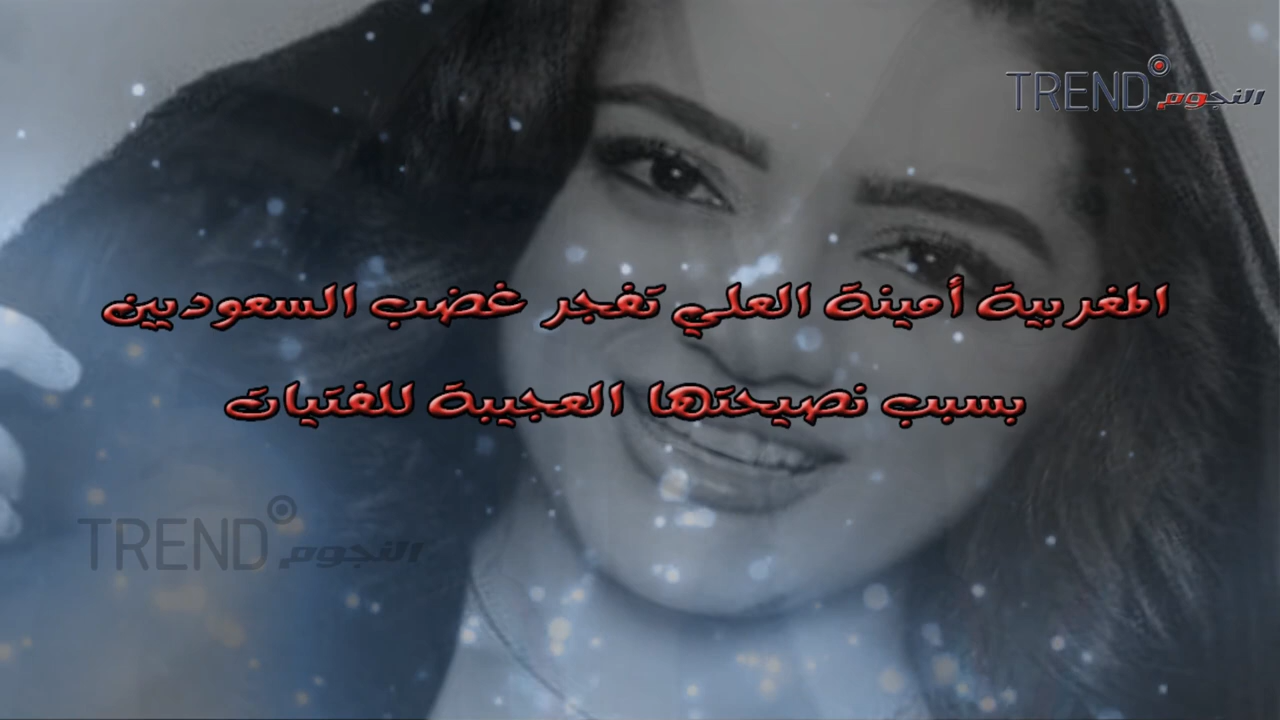 TREND النجوم
المغربية أمينة العلي تفجر غضب السعوديين
بسبب نصيحتها العجيبة للفتيات
TREND النجوم